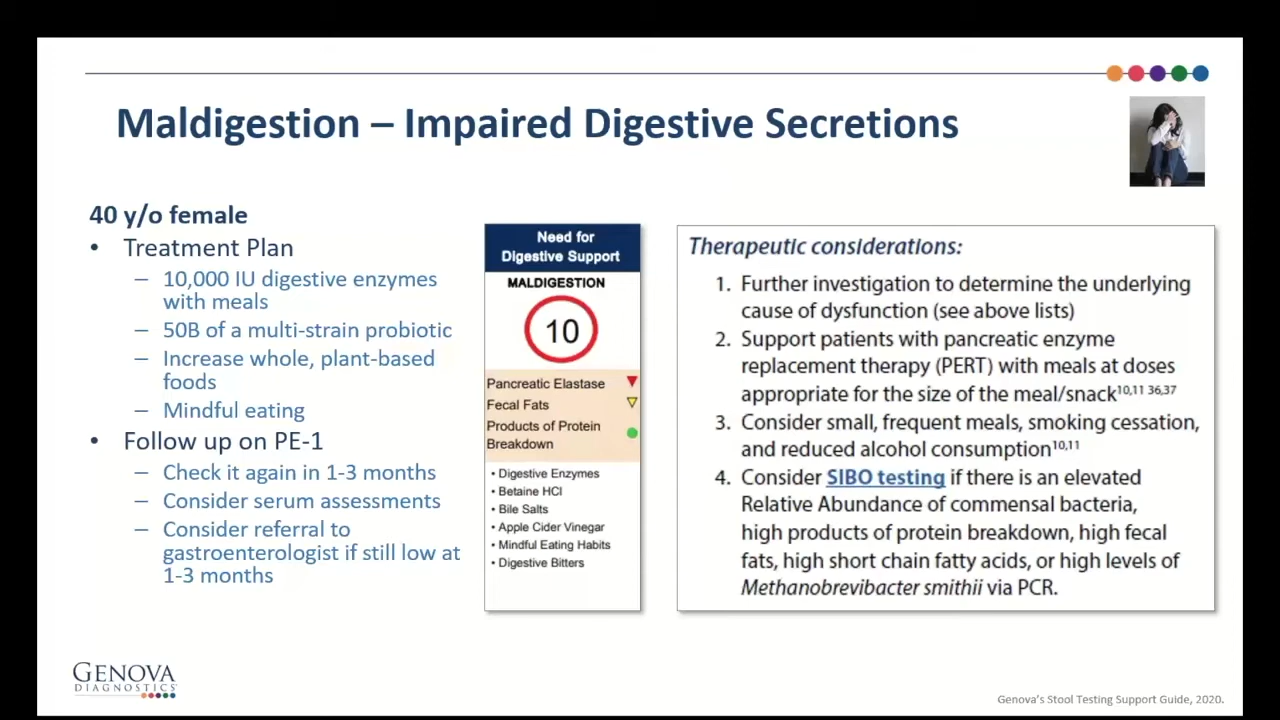 Maldigestion – Impaired Digestive Secretions
40 y/o female
• Treatment Plan
– 10,000 IU digestive enzymes
with meals
– 50B of a multi-strain probiotic
– Increase whole, plant-based
foods
– Mindful eating
• Follow up on PE-1
– Check it again in 1-3 months
– Consider serum assessments
– Consider referral to
gastroenterologist if still low at
1-3 months
Need for
Digestive Support
MALDIGESTION
10
Pancreatic Elastase
Fecal Fats
Products of Protein
Breakdown
• Digestive Enzymes
• Betaine HCl
• Bile Salts
• Apple Cider Vinegar
• Mindful Eating Habits
• Digestive Bitters
Therapeutic considerations:
1. Further investigation to determine the underlying
cause of dysfunction (see above lists)
2. Support patients with pancreatic enzyme
replacement therapy (PERT) with meals at doses
appropriate for the size of the meal/snack10,11 36,37
3. Consider small, frequent meals, smoking cessation,
and reduced alcohol consumption10,11
4. Consider SIBO testing if there is an elevated
Relative Abundance of commensal bacteria,
high products of protein breakdown, high fecal
fats, high short chain fatty acids, or high levels of
Methanobrevibacter smithii via PCR.
GENOVA
DIAGNOSTICS
Genova's Stool Testing Support Guide, 2020.